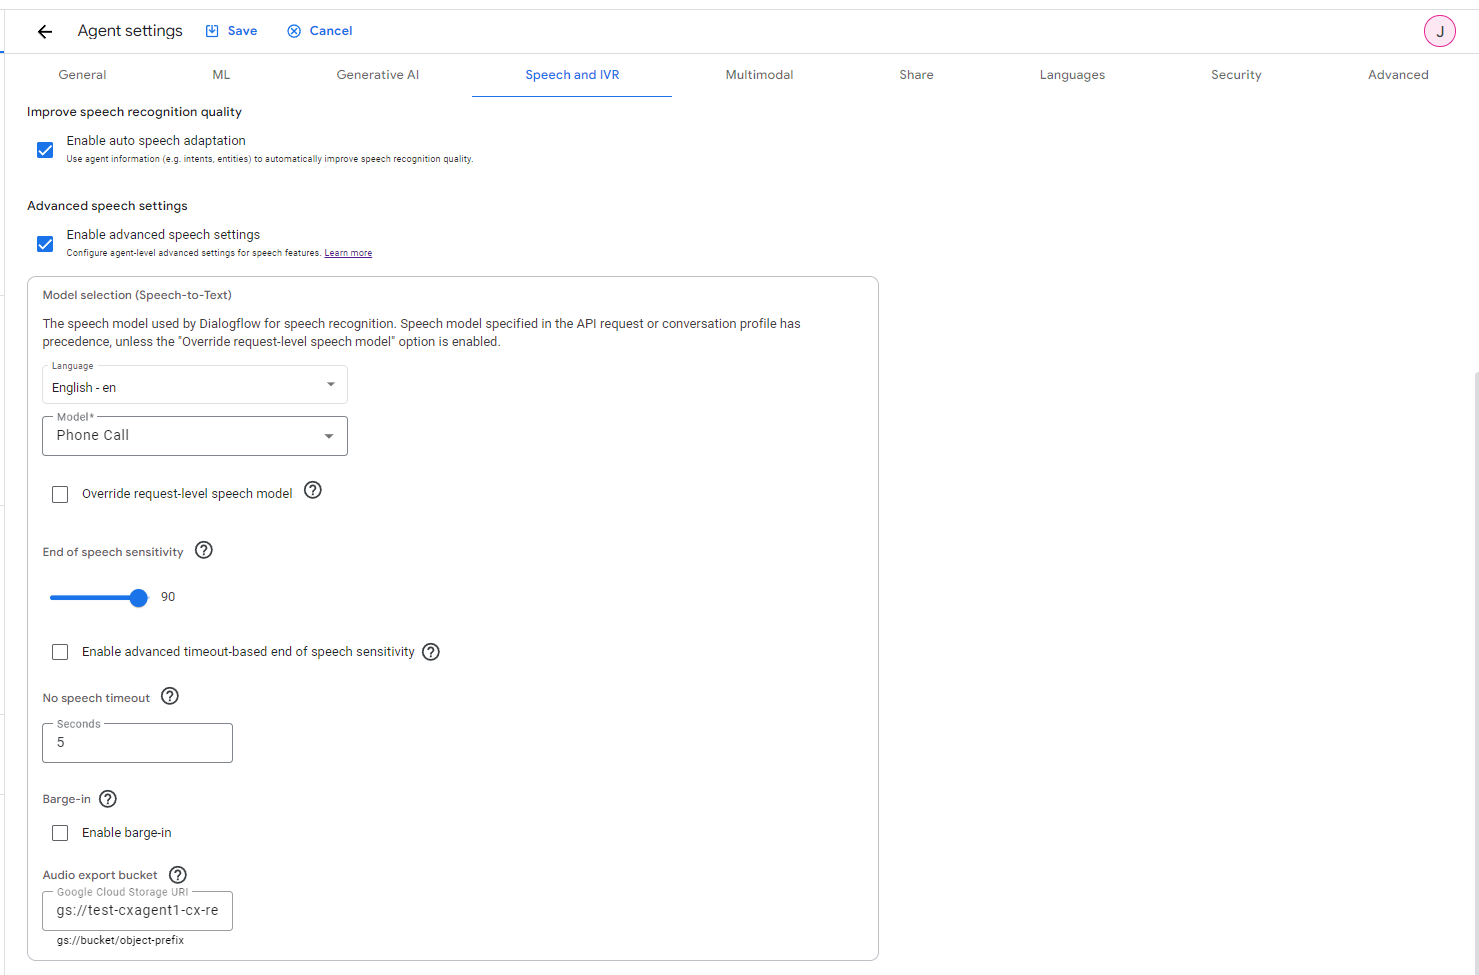 Agent settings Save Cancel J
General ML Generative AI Speech and IVR Multimodal Share Languages Security Advanced
Improve speech recognition quality
Enable auto speech adaptation
Use agent information (e.g. intents, entities) to automatically improve speech recognition quality.
Advanced speech settings
Enable advanced speech settings
Configure agent-level advanced settings for speech features. Learn more
Model selection (Speech-to-Text)
The speech model used by Dialogflow for speech recognition. Speech model specified in the API request or conversation profile has
precedence, unless the "Override request-level speech model" option is enabled.
Language
English - en
Model*
Phone Call
Override request-level speech model ?
End of speech sensitivity ?
90
Enable advanced timeout-based end of speech sensitivity ?
No speech timeout ?
Seconds
5
Barge-in ?
Enable barge-in
Audio export bucket ?
Google Cloud Storage URI
gs://test-cxagent1-cx-re
gs://bucket/object-prefix